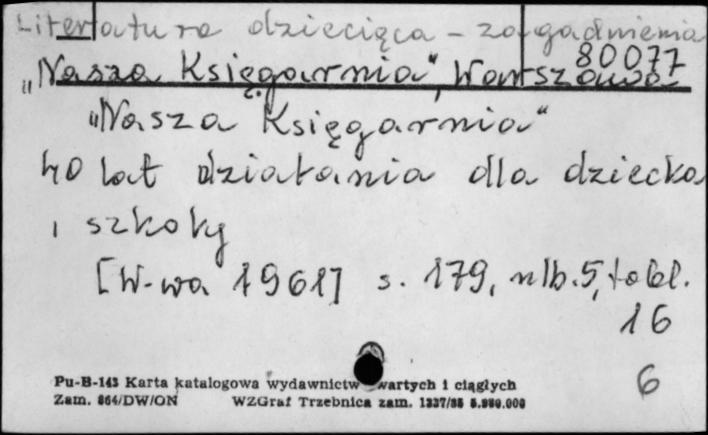 Literatura dziecięca - zagadnienia
80077
„Nasza Księgarnia", Warszawa
„Nasza Księgarnia"
40 lat działania dla dziecka
i szkoły
[W-wa 1961] s. 179, nlb. 5, tabl.
16
6
Pu-B-143 Karta katalogowa wydawnictw zwartych i ciągłych
Zam. 864/DW/ON WZGraf Trzebnica zam. 1337/88 5.950.000